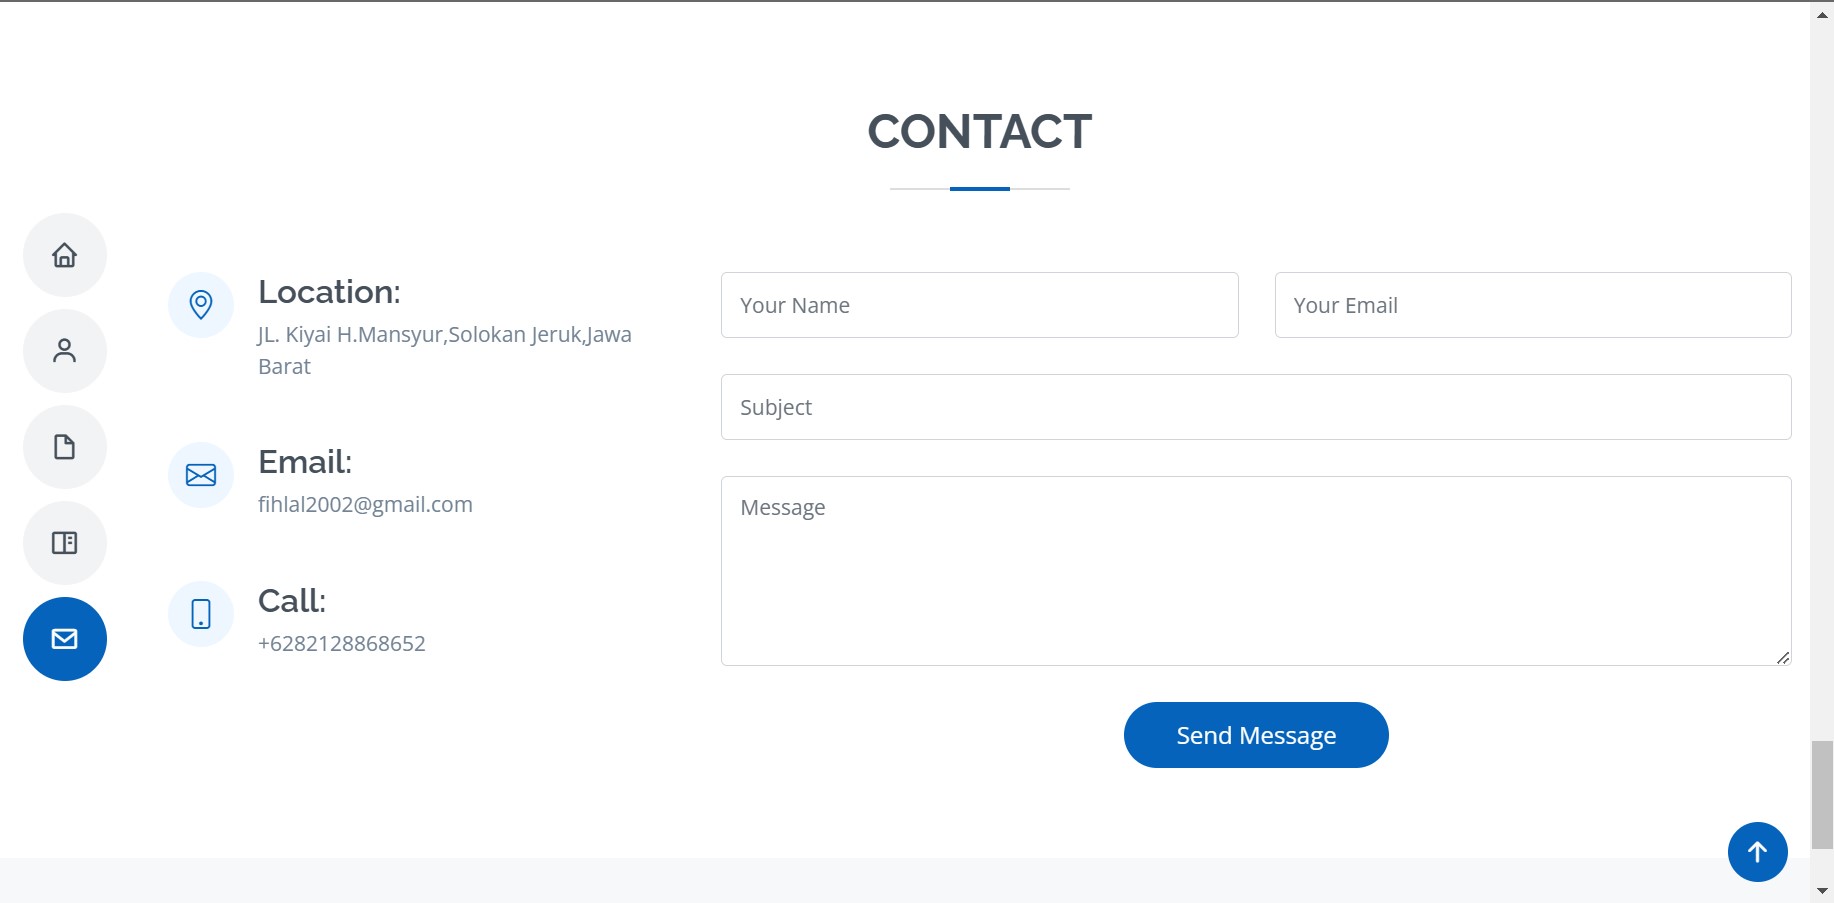 CONTACT
Location:
JL. Kiyai H.Mansyur,Solokan Jeruk,Jawa
Barat
Email:
fihlal2002@gmail.com
Call:
+6282128868652
Your Name
Your Email
Subject
Message
Send Message